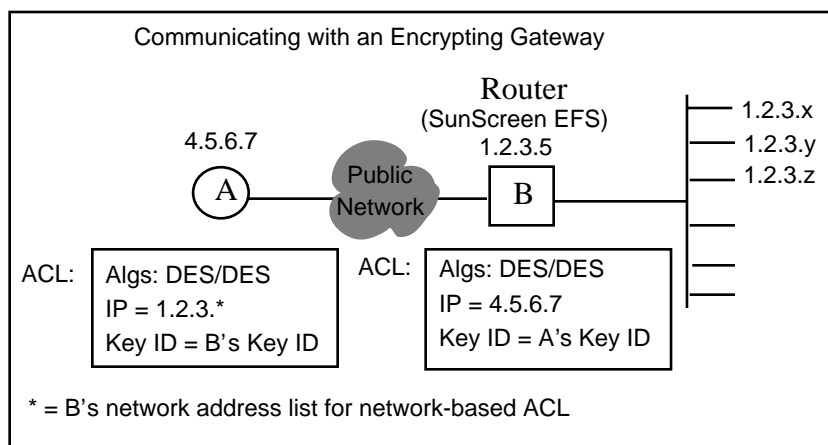 Communicating with an Encrypting Gateway
Router
(SunScreen EFS)
1.2.3.5
4.5.6.7
A
Public
Network
B
1.2.3.x
1.2.3.y
1.2.3.z
ACL:
Algs: DES/DES
IP = 1.2.3.*
Key ID = B's Key ID
ACL:
Algs: DES/DES
IP = 4.5.6.7
Key ID = A's Key ID
* = B's network address list for network-based ACL